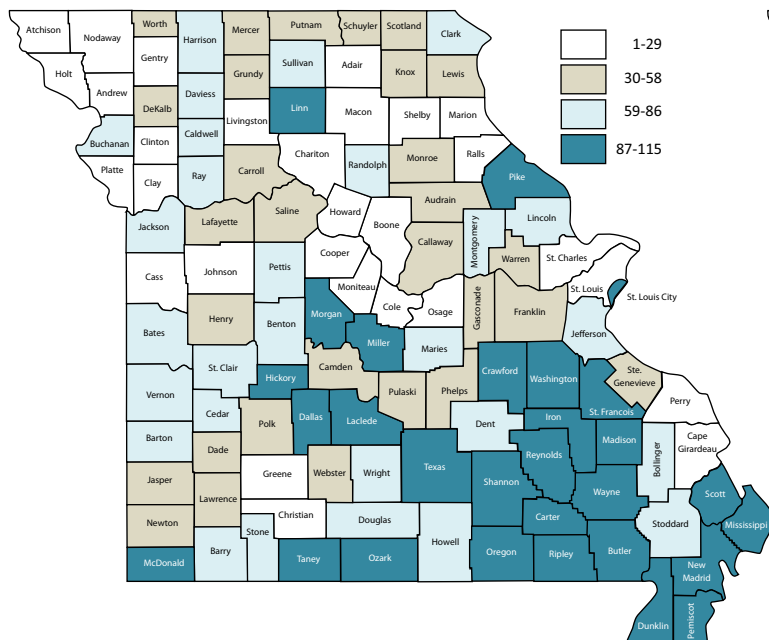 Atchison
Nodaway
Worth
Harrison
Mercer
Putnam
Schuyler
Scotland
Clark
1-29
Gentry
Sullivan
Adair
Holt
Grundy
Knox
Lewis
30-58
Andrew
DeKalb
Daviess
Linn
Macon
Shelby
Marion
59-86
Livingston
Buchanan
Clinton
Caldwell
Chariton
Randolph
Monroe
Ralls
87-115
Platte
Clay
Ray
Carroll
Pike
Audrain
Jackson
Lafayette
Saline
Howard
Boone
Callaway
Montgomery
Lincoln
Warren
St. Charles
Cass
Johnson
Pettis
Cooper
Moniteau
Cole
Osage
Gasconade
Franklin
St. Louis
St. Louis City
Bates
Henry
Benton
Morgan
Miller
Maries
Jefferson
St. Clair
Hickory
Camden
Pulaski
Phelps
Crawford
Washington
Ste.
Genevieve
Vernon
Cedar
Polk
Dallas
Laclede
Dent
Iron
St. Francois
Perry
Barton
Dade
Madison
Cape
Girardeau
Jasper
Greene
Webster
Wright
Texas
Shannon
Reynolds
Bollinger
Lawrence
Wayne
Scott
Newton
Christian
Douglas
Carter
Stoddard
Mississippi
McDonald
Barry
Stone
Taney
Ozark
Howell
Oregon
Ripley
Butler
New
Madrid
Dunklin
Pemiscot